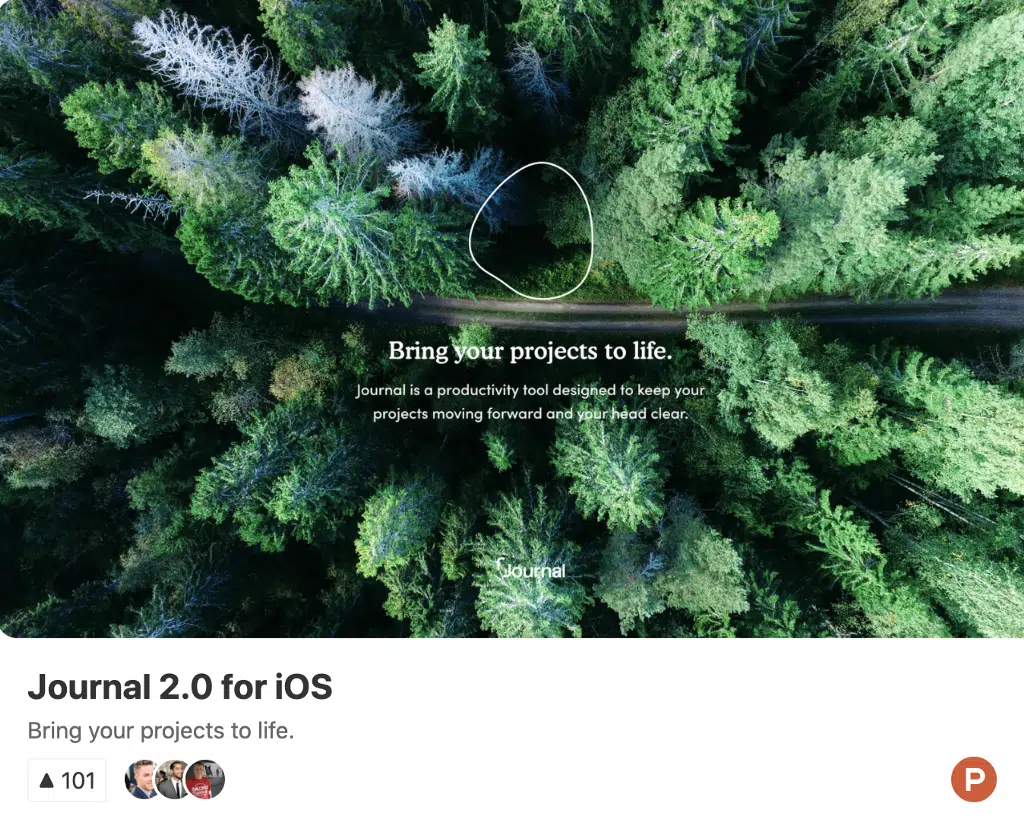 Bring your projects to life.
Journal is a productivity tool designed to keep your
projects moving forward and your head clear.
Journal
Journal 2.0 for iOS
Bring your projects to life.
▲ 101
P